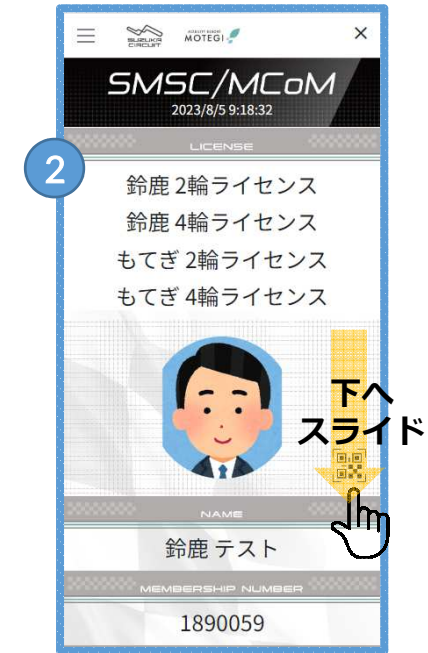 SUZUKA
CIRCUIT
MOBILITY RESORT
MOTEGI
×
SMSC/MCoM
2023/8/5 9:18:32
LICENSE
2
鈴鹿 2輪ライセンス
鈴鹿 4輪ライセンス
もてぎ 2輪ライセンス
もてぎ 4輪ライセンス
下へ
スライド
NAME
鈴鹿 テスト
MEMBERSHIP NUMBER
1890059